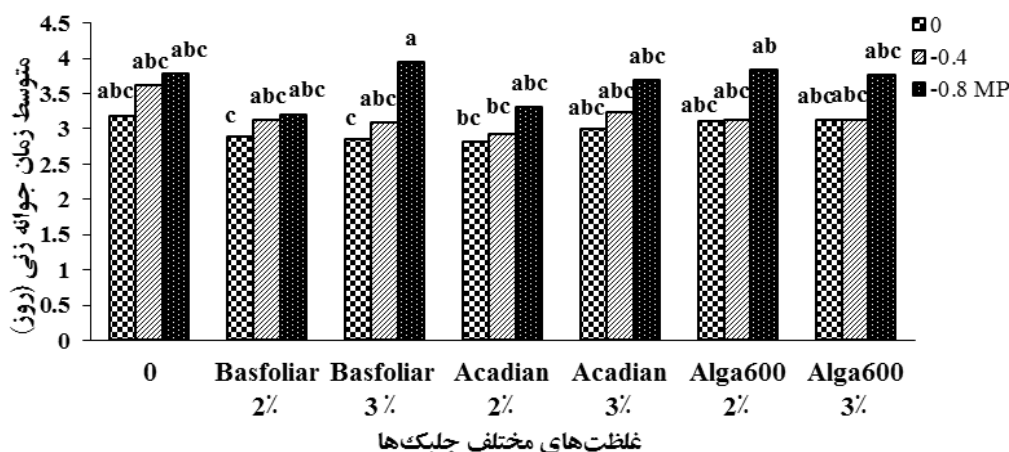 متوسط زمان جوانه زنی (روز)
4.5
4
3.5
3
2.5
2
1.5
1
0.5
0
abc abc abc
c abc abc
c abc a
bc bc abc
abc abc abc
abc abc ab
abc abc abc
0
-0.4
-0.8 MP
0 Basfoliar Basfoliar Acadian Acadian Alga600 Alga600
2٪ 3٪ 2٪ 3٪ 2٪ 3٪
غلظت‌های مختلف جلبک‌ها